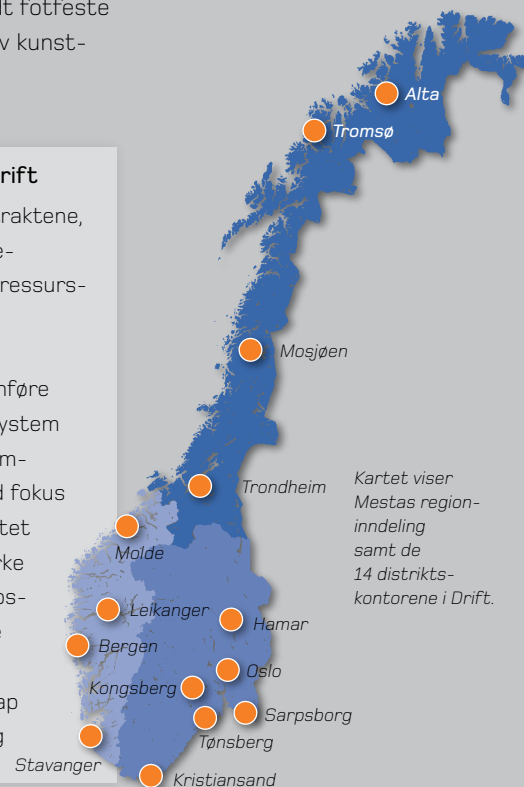 lt fotfeste
v kunst-
rift
traktene,
e-
ressurs-
nføre
ystem
m-
d fokus
tet
rke
os-
e
ap
g
Alta
Tromsø
Mosjøen
Trondheim
Molde
Leikanger
Bergen
Hamar
Oslo
Kongsberg
Sarpsborg
Tønsberg
Stavanger
Kristiansand
Kartet viser
Mestas region-
inndeling
samt de
14 distrikts-
kontorene i Drift.